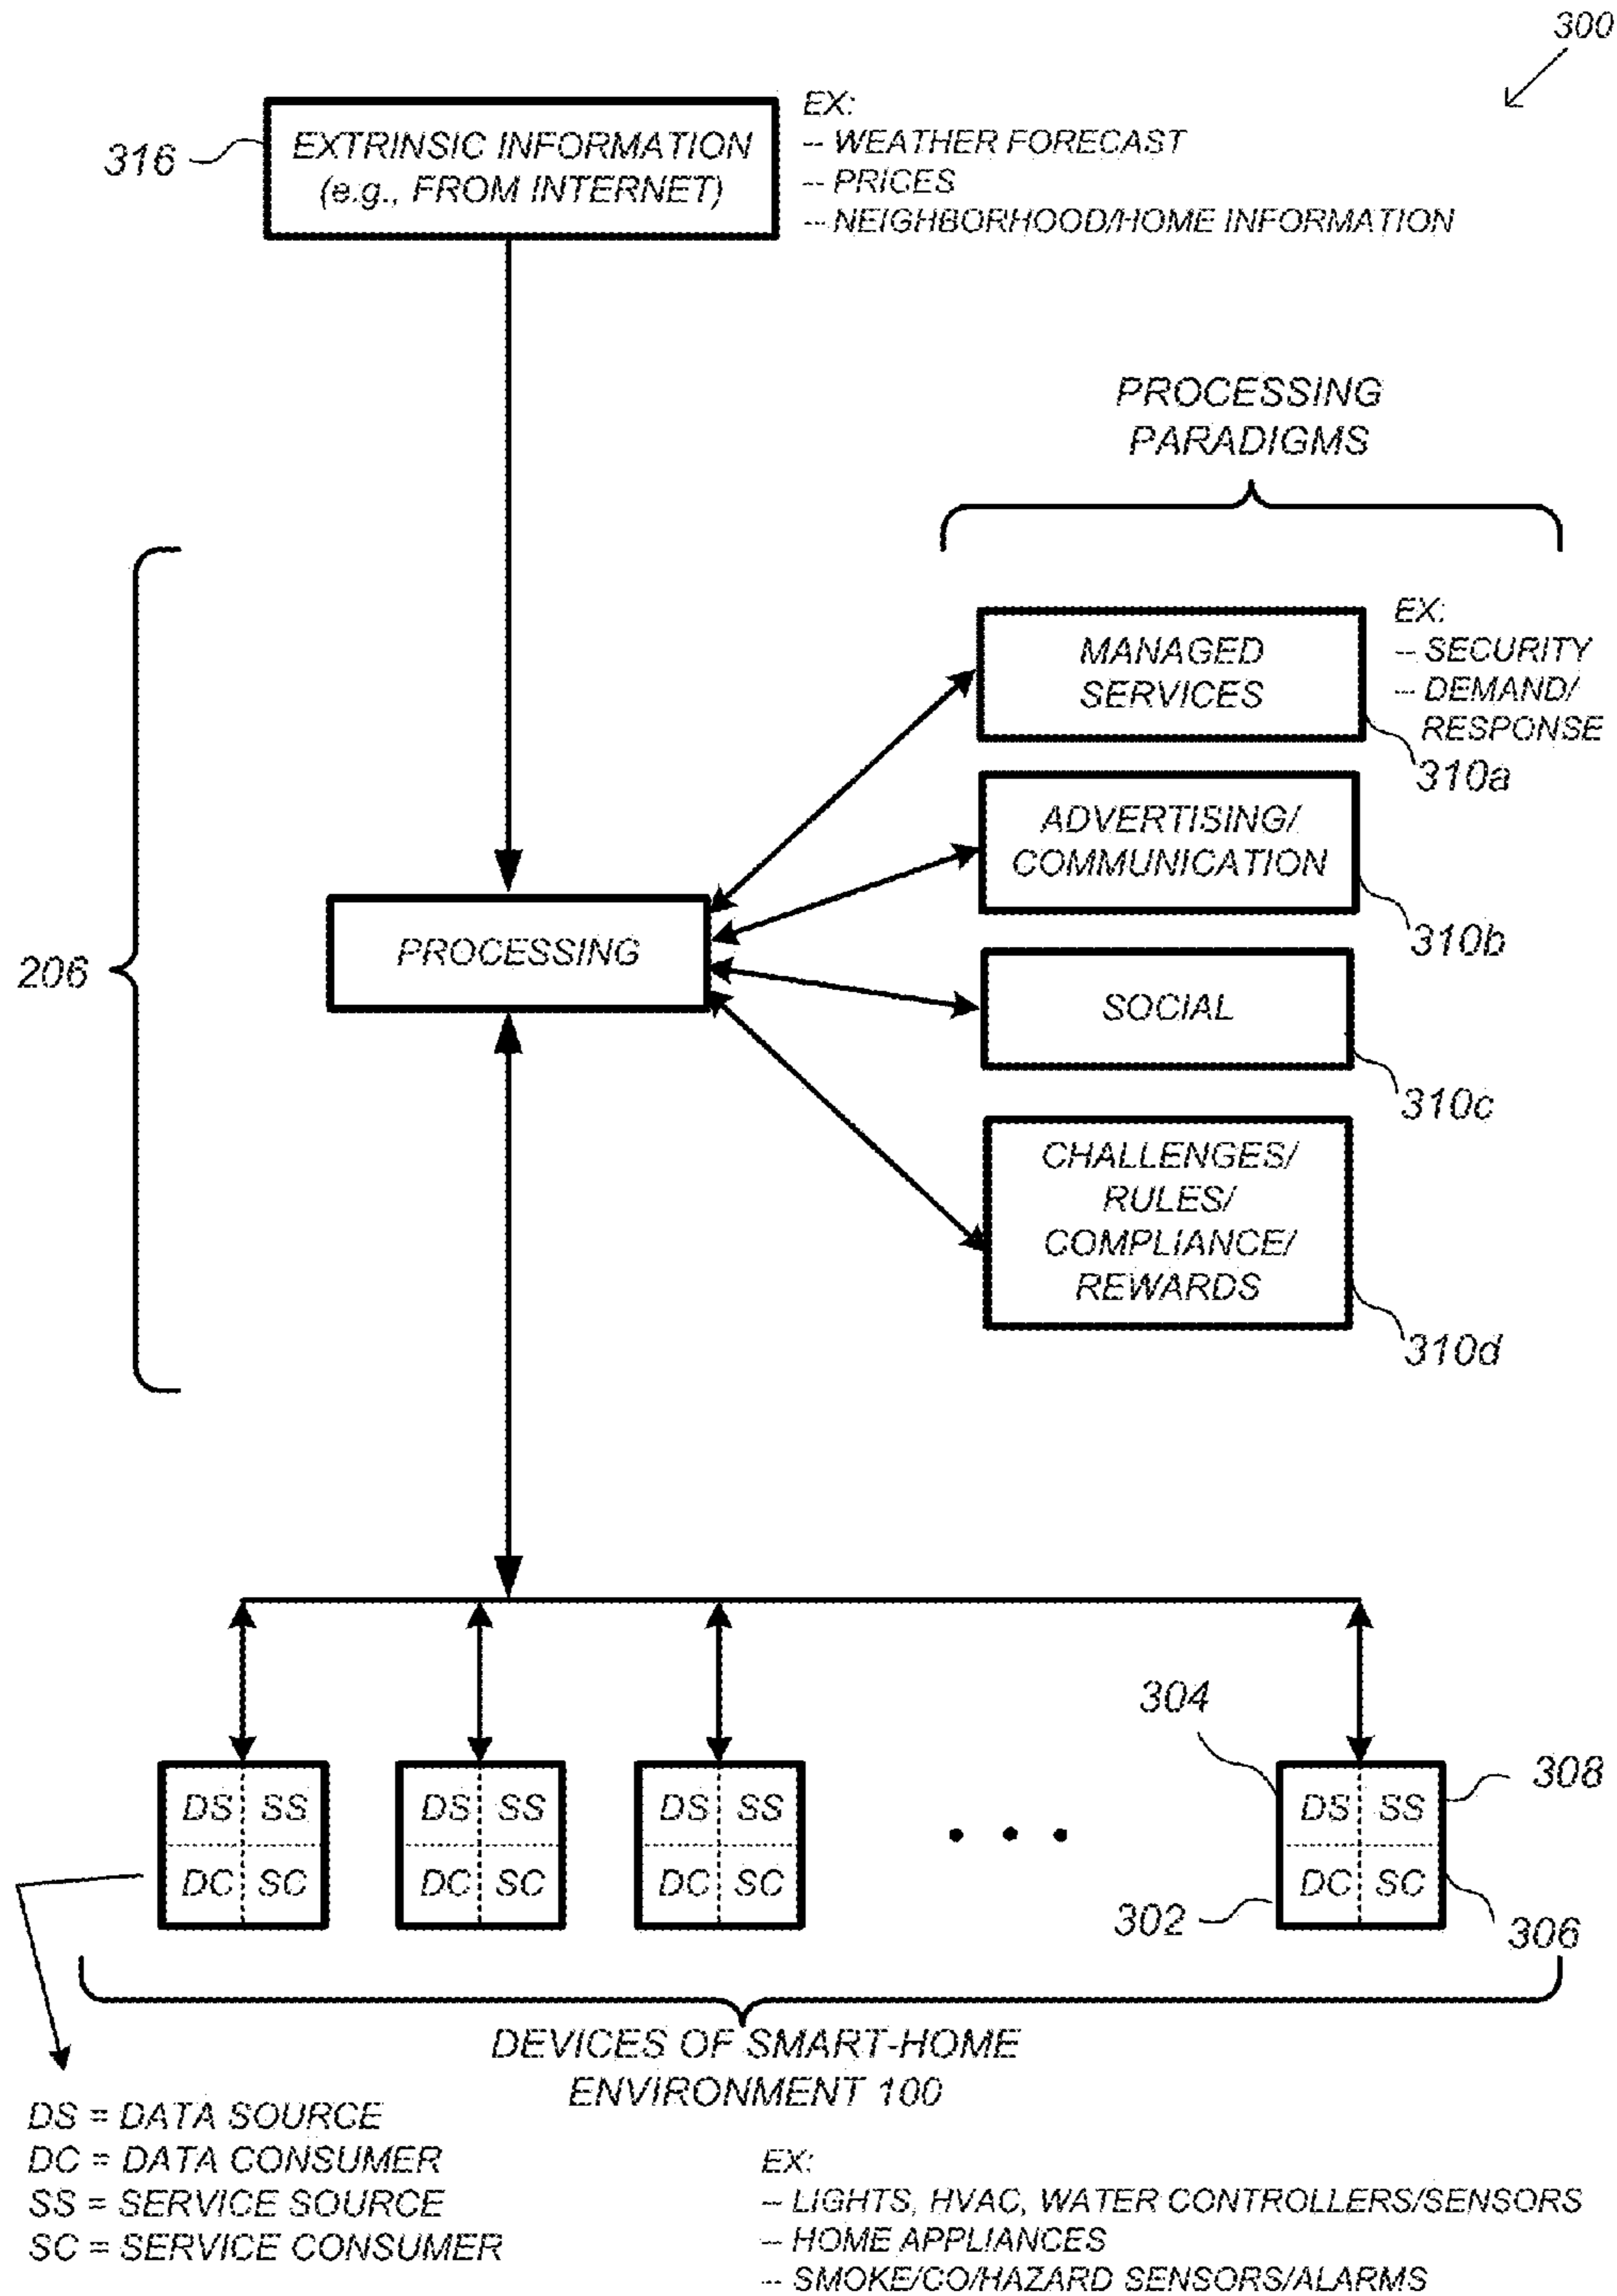 300
316
EXTRINSIC INFORMATION
(e.g., FROM INTERNET)
EX:
-- WEATHER FORECAST
-- PRICES
-- NEIGHBORHOOD/HOME INFORMATION
PROCESSING
PARADIGMS
206
PROCESSING
MANAGED
SERVICES
EX:
-- SECURITY
-- DEMAND/
RESPONSE
310a
ADVERTISING/
COMMUNICATION
310b
SOCIAL
310c
CHALLENGES/
RULES/
COMPLIANCE/
REWARDS
310d
DS SS
DC SC
DS SS
DC SC
DS SS
DC SC
• • •
304
308
DS SS
DC SC
302
306
DEVICES OF SMART-HOME
ENVIRONMENT 100
DS = DATA SOURCE
DC = DATA CONSUMER
SS = SERVICE SOURCE
SC = SERVICE CONSUMER
EX:
-- LIGHTS, HVAC, WATER CONTROLLERS/SENSORS
-- HOME APPLIANCES
-- SMOKE/CO/HAZARD SENSORS/ALARMS